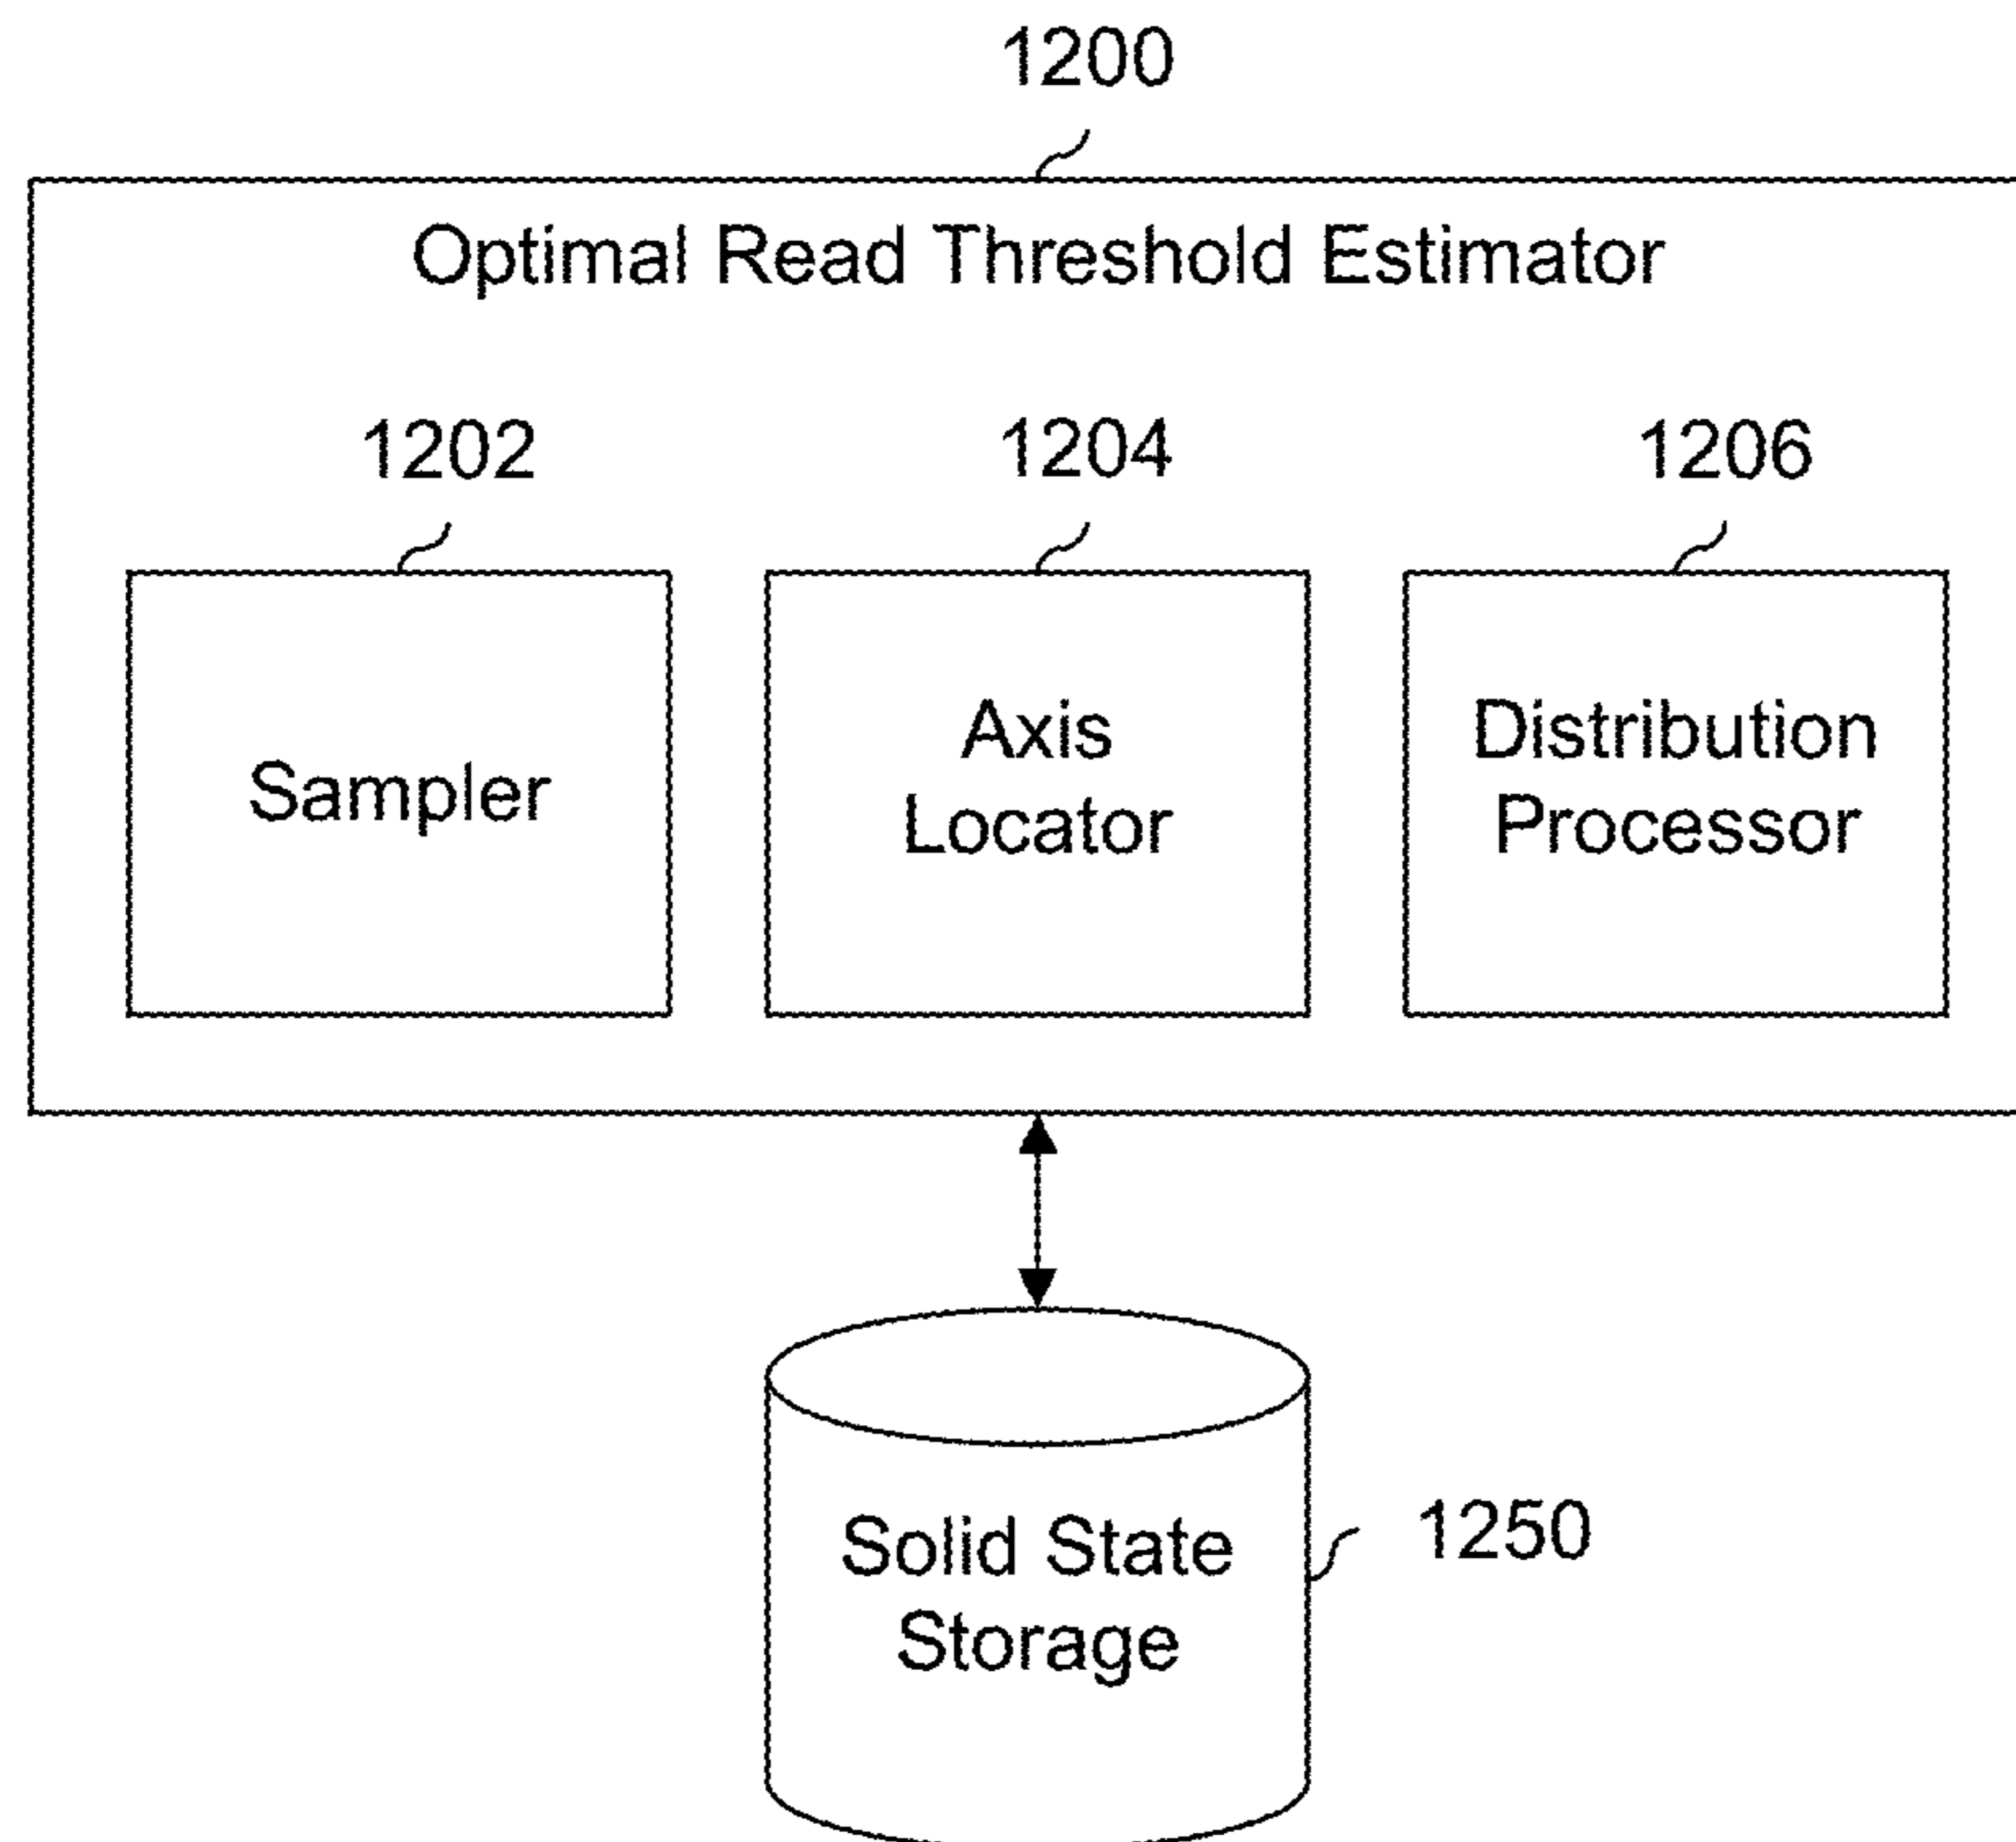 1200
Optimal Read Threshold Estimator
1202
1204
1206
Sampler
Axis
Locator
Distribution
Processor
Solid State
Storage
1250